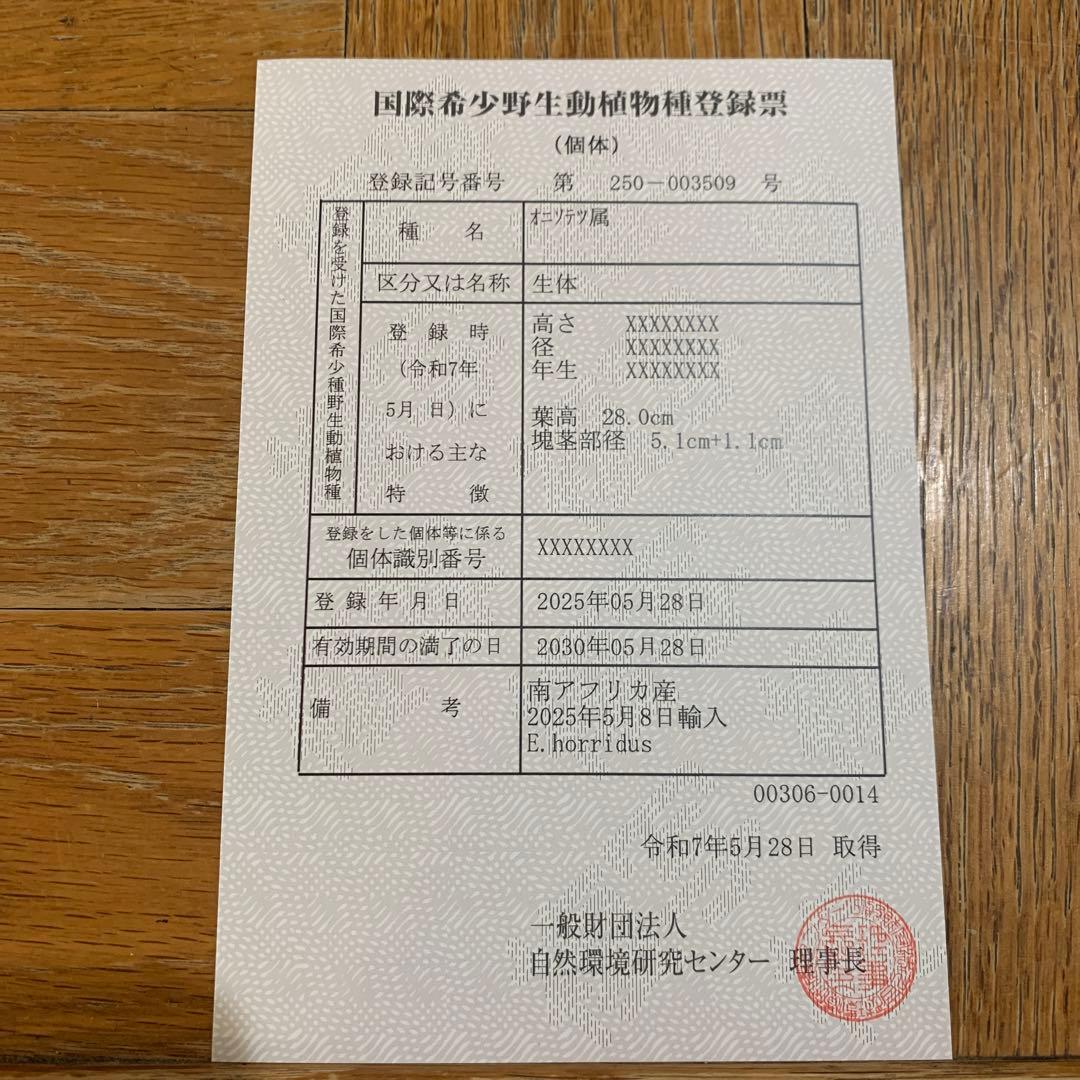 国際希少野生動植物種登録票
（個体）
登録記号番号 第 250－003509 号
登録を受けた国際希少種野生動植物種
種名 ｵﾆｿﾃﾂ属
区分又は名称 生体
登録時
（令和7年
5月 日）に
おける主な
特徴
高さ XXXXXXXX
径 XXXXXXXX
年生 XXXXXXXX
葉高 28.0cm
塊茎部径 5.1cm+1.1cm
登録をした個体等に係る
個体識別番号 XXXXXXXX
登録年月日 2025年05月28日
有効期間の満了の日 2030年05月28日
備考
南アフリカ産
2025年5月8日輸入
E.horridus
00306-0014
令和7年5月28日 取得
一般財団法人
自然環境研究センター 理事長